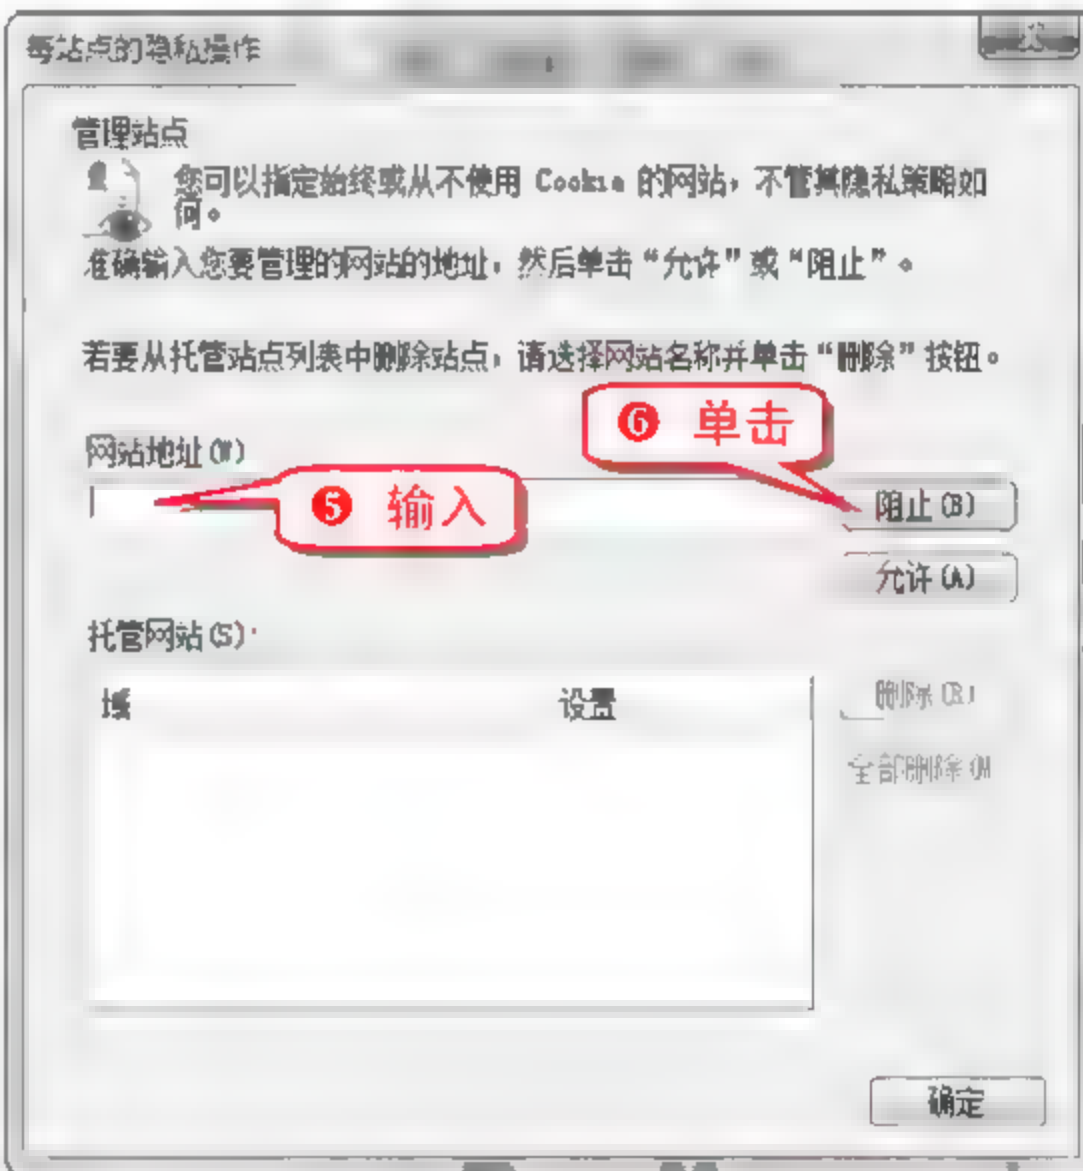 每站点的隐私操作
管理站点
您可以指定始终或从不使用 Cookie 的网站，不管其隐私策略如
何。
准确输入您要管理的网站的地址，然后单击“允许”或“阻止”。
若要从托管站点列表中删除站点，请选择网站名称并单击“删除”按钮。
❻ 单击
网站地址(W)
❺ 输入
阻止(B)
允许(A)
托管网站(S)
域 设置
删除(R)
全部删除
确定